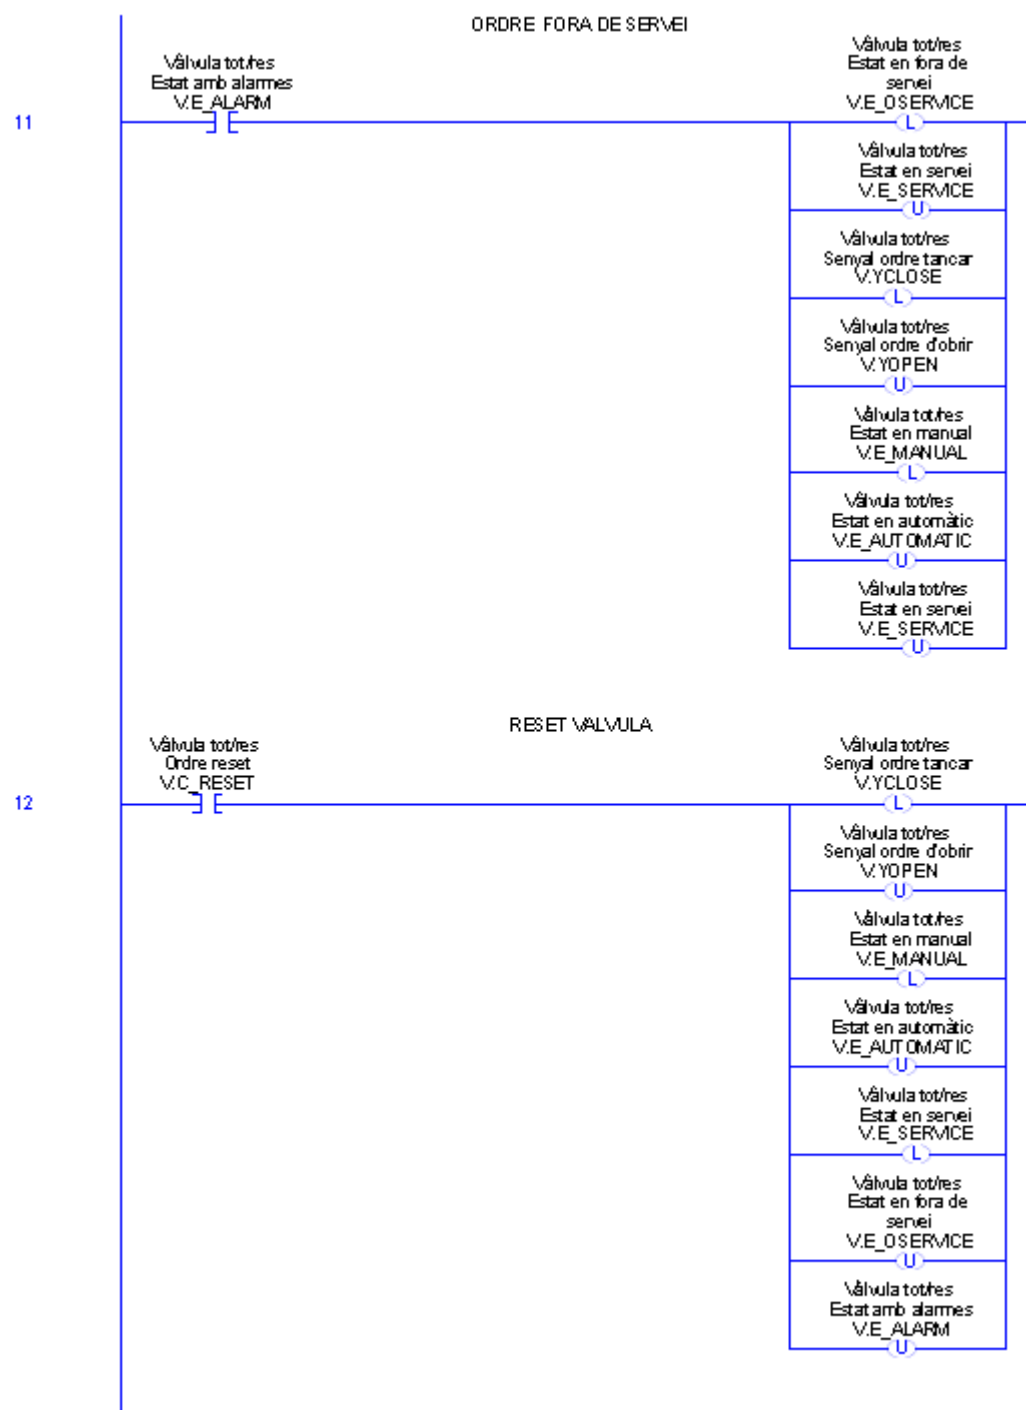 ORDRE FORA DE SERVEI
Vàlvula tot/res
Estat amb alarmes
V.E_ALARM
11
Vàlvula tot/res
Estat en fora de
servei
V.E_OSERVICE
L
Vàlvula tot/res
Estat en servei
V.E_SERVICE
U
Vàlvula tot/res
Senyal ordre tancar
V.YCLOSE
L
Vàlvula tot/res
Senyal ordre d'obrir
V.YOPEN
U
Vàlvula tot/res
Estat en manual
V.E_MANUAL
L
Vàlvula tot/res
Estat en automàtic
V.E_AUTOMATIC
U
Vàlvula tot/res
Estat en servei
V.E_SERVICE
U
RESET VALVULA
Vàlvula tot/res
Ordre reset
V.C_RESET
12
Vàlvula tot/res
Senyal ordre tancar
V.YCLOSE
L
Vàlvula tot/res
Senyal ordre d'obrir
V.YOPEN
U
Vàlvula tot/res
Estat en manual
V.E_MANUAL
L
Vàlvula tot/res
Estat en automàtic
V.E_AUTOMATIC
U
Vàlvula tot/res
Estat en servei
V.E_SERVICE
L
Vàlvula tot/res
Estat en fora de
servei
V.E_OSERVICE
U
Vàlvula tot/res
Estat amb alarmes
V.E_ALARM
U